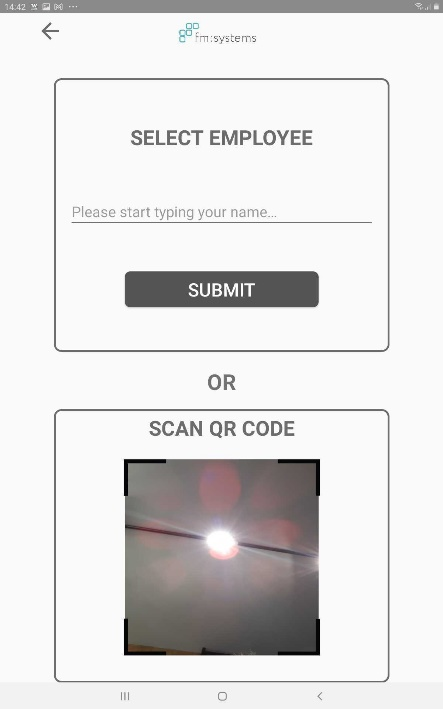 14:42
fm:systems
SELECT EMPLOYEE
Please start typing your name...
SUBMIT
OR
SCAN QR CODE